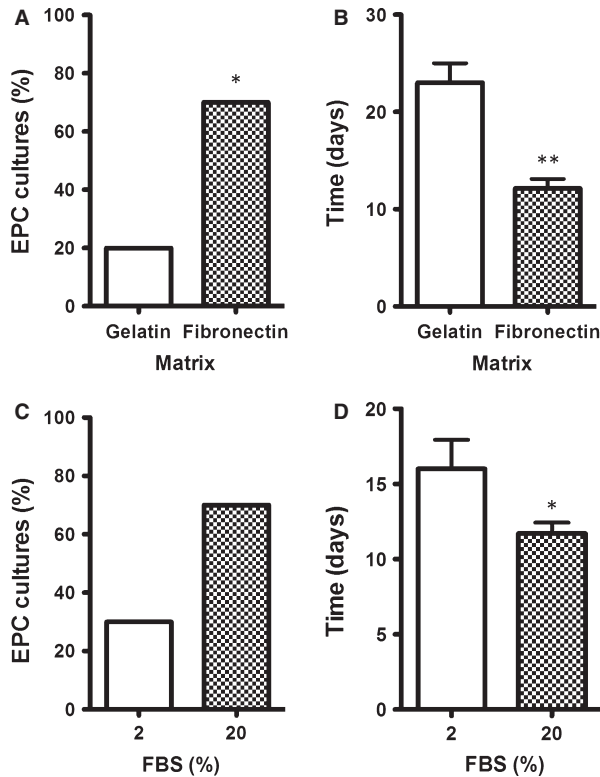 A
EPC cultures (%)
100
80
60
40
20
0
*
Gelatin Fibronectin
Matrix
B
Time (days)
30
20
10
0
**
Gelatin Fibronectin
Matrix
C
EPC cultures (%)
100
80
60
40
20
0
2 20
FBS (%)
D
Time (days)
20
15
10
5
0
*
2 20
FBS (%)